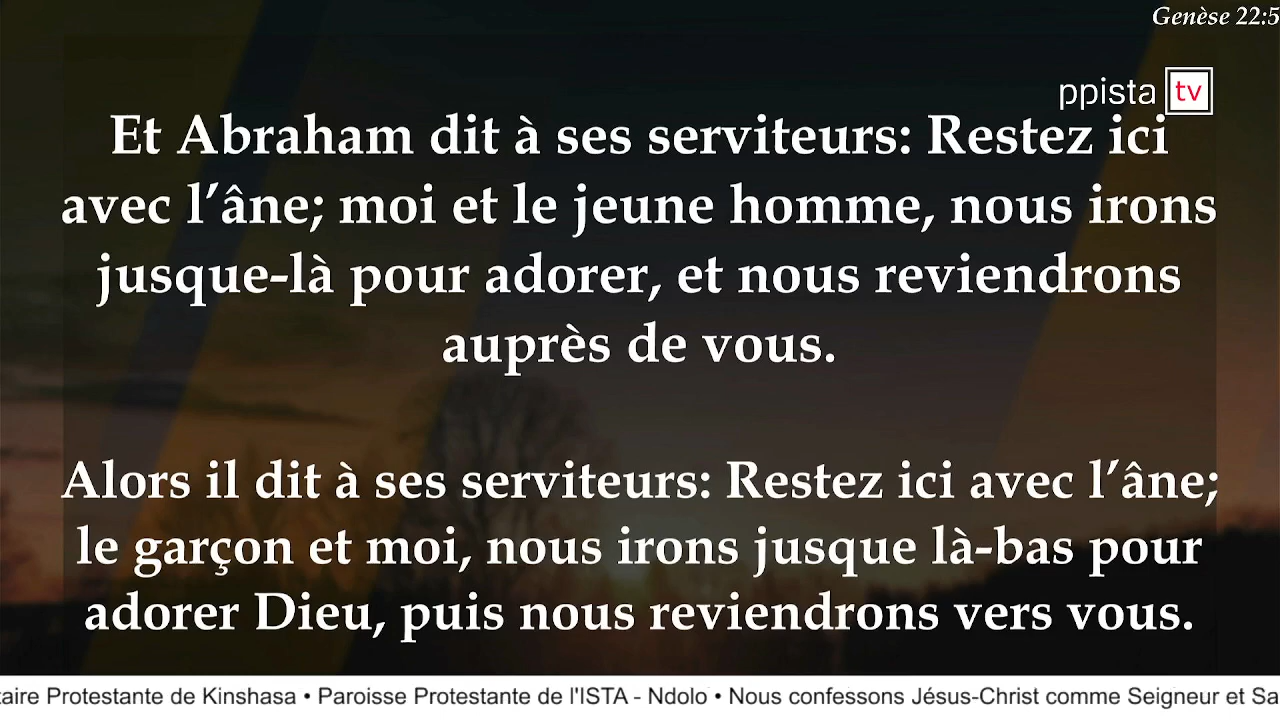 Genèse 22:5
ppista tv
Et Abraham dit à ses serviteurs: Restez ici
avec l’âne; moi et le jeune homme, nous irons
jusque-là pour adorer, et nous reviendrons
auprès de vous.
Alors il dit à ses serviteurs: Restez ici avec l’âne;
le garçon et moi, nous irons jusque là-bas pour
adorer Dieu, puis nous reviendrons vers vous.
taire Protestante de Kinshasa • Paroisse Protestante de l'ISTA - Ndolo • Nous confessons Jésus-Christ comme Seigneur et Sa